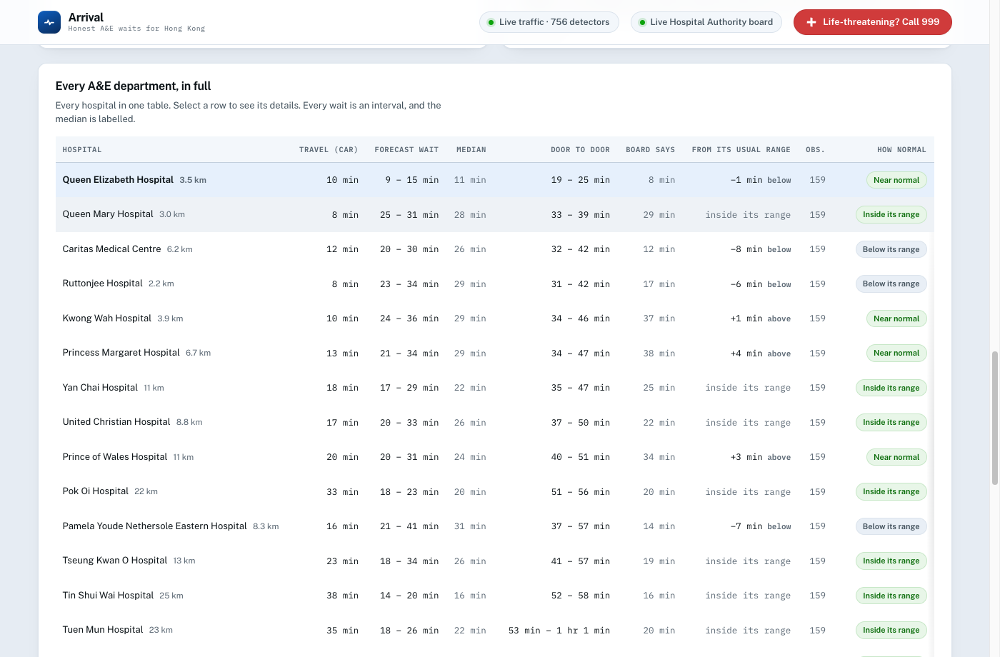 Arrival
Honest A&E waits for Hong Kong
Live traffic · 756 detectors
Live Hospital Authority board
Life-threatening? Call 999
Every A&E department, in full
Every hospital in one table. Select a row to see its details. Every wait is an interval, and the
median is labelled.
HOSPITAL TRAVEL (CAR) FORECAST WAIT MEDIAN DOOR TO DOOR BOARD SAYS FROM ITS USUAL RANGE OBS. HOW NORMAL
Queen Elizabeth Hospital 3.5 km 10 min 9 – 15 min 11 min 19 – 25 min 8 min −1 min below 159 Near normal
Queen Mary Hospital 3.0 km 8 min 25 – 31 min 28 min 33 – 39 min 29 min inside its range 159 Inside its range
Caritas Medical Centre 6.2 km 12 min 20 – 30 min 26 min 32 – 42 min 12 min −8 min below 159 Below its range
Ruttonjee Hospital 2.2 km 8 min 23 – 34 min 29 min 31 – 42 min 17 min −6 min below 159 Below its range
Kwong Wah Hospital 3.9 km 10 min 24 – 36 min 29 min 34 – 46 min 37 min +1 min above 159 Near normal
Princess Margaret Hospital 6.7 km 13 min 21 – 34 min 29 min 34 – 47 min 38 min +4 min above 159 Near normal
Yan Chai Hospital 11 km 18 min 17 – 29 min 22 min 35 – 47 min 25 min inside its range 159 Inside its range
United Christian Hospital 8.8 km 17 min 20 – 33 min 26 min 37 – 50 min 22 min inside its range 159 Inside its range
Prince of Wales Hospital 11 km 20 min 20 – 31 min 24 min 40 – 51 min 34 min +3 min above 159 Near normal
Pok Oi Hospital 22 km 33 min 18 – 23 min 20 min 51 – 56 min 20 min inside its range 159 Inside its range
Pamela Youde Nethersole Eastern Hospital 8.3 km 16 min 21 – 41 min 31 min 37 – 57 min 14 min −7 min below 159 Below its range
Tseung Kwan O Hospital 13 km 23 min 18 – 34 min 26 min 41 – 57 min 19 min inside its range 159 Inside its range
Tin Shui Wai Hospital 25 km 38 min 14 – 20 min 16 min 52 – 58 min 16 min inside its range 159 Inside its range
Tuen Mun Hospital 23 km 35 min 18 – 26 min 22 min 53 min – 1 hr 1 min 20 min inside its range 159 Inside its range